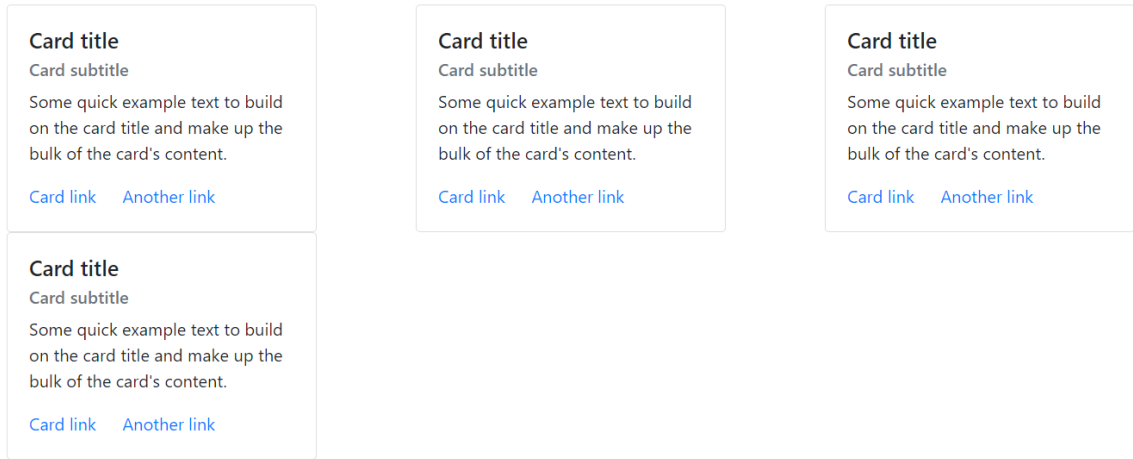 Card title
Card subtitle
Some quick example text to build
on the card title and make up the
bulk of the card's content.
Card link Another link
Card title
Card subtitle
Some quick example text to build
on the card title and make up the
bulk of the card's content.
Card link Another link
Card title
Card subtitle
Some quick example text to build
on the card title and make up the
bulk of the card's content.
Card link Another link
Card title
Card subtitle
Some quick example text to build
on the card title and make up the
bulk of the card's content.
Card link Another link